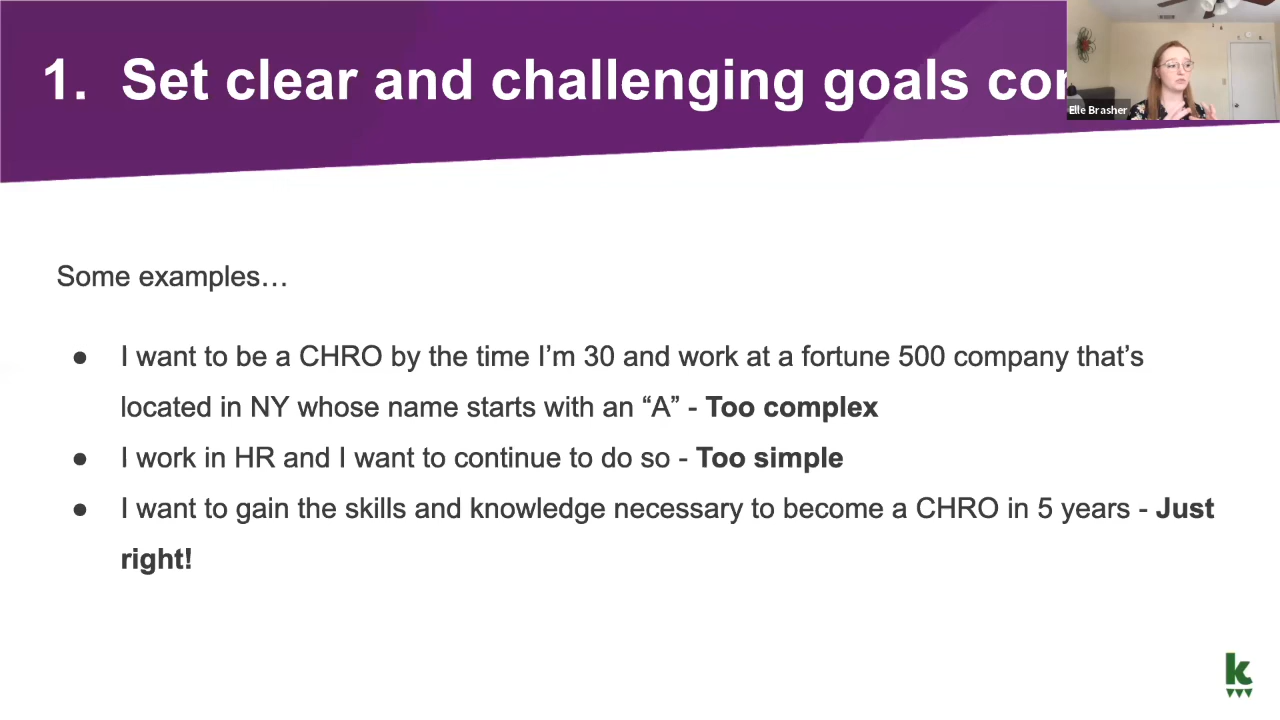 1. Set clear and challenging goals
Elle Brasher
Some examples…
● I want to be a CHRO by the time I’m 30 and work at a fortune 500 company that’s
located in NY whose name starts with an “A” - Too complex
● I work in HR and I want to continue to do so - Too simple
● I want to gain the skills and knowledge necessary to become a CHRO in 5 years - Just
right!
k